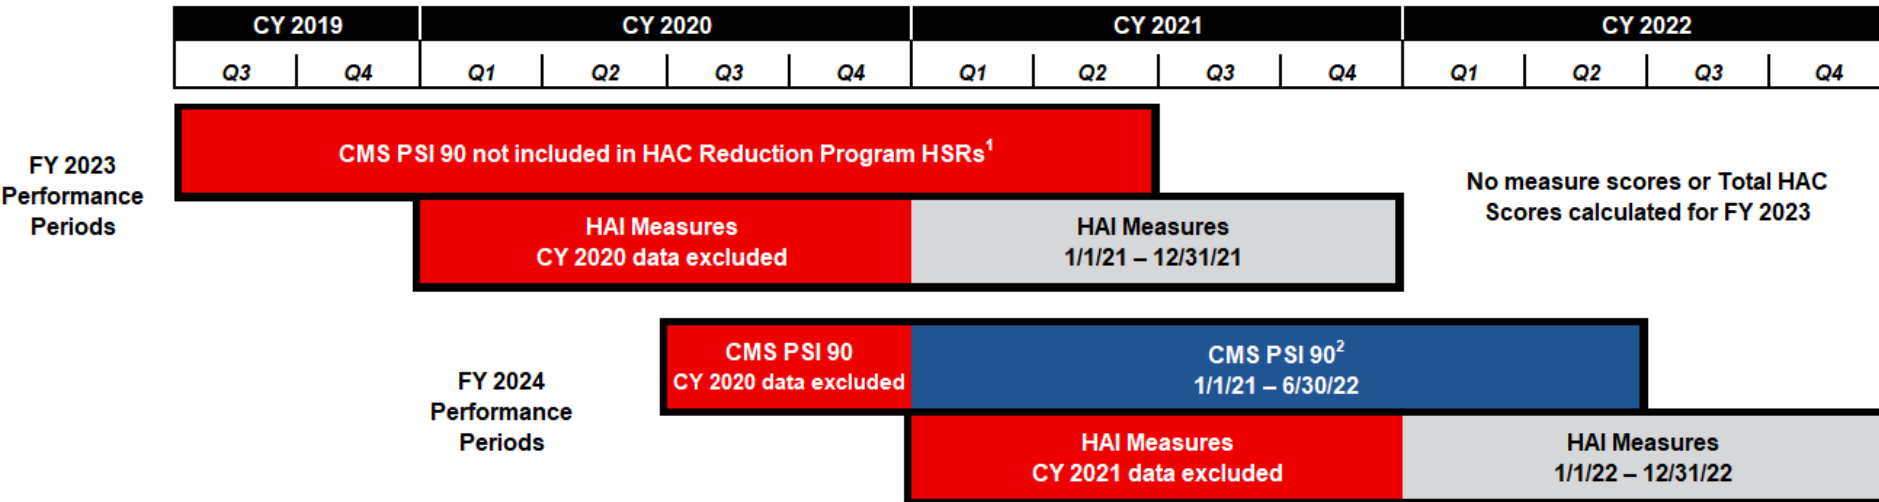 CY 2019 CY 2020 CY 2021 CY 2022
Q3 Q4 Q1 Q2 Q3 Q4 Q1 Q2 Q3 Q4 Q1 Q2 Q3 Q4
FY 2023
Performance
Periods
CMS PSI 90 not included in HAC Reduction Program HSRs¹
HAI Measures
CY 2020 data excluded
HAI Measures
1/1/21 – 12/31/21
No measure scores or Total HAC
Scores calculated for FY 2023
FY 2024
Performance
Periods
CMS PSI 90
CY 2020 data excluded
CMS PSI 90²
1/1/21 – 6/30/22
HAI Measures
CY 2021 data excluded
HAI Measures
1/1/22 – 12/31/22